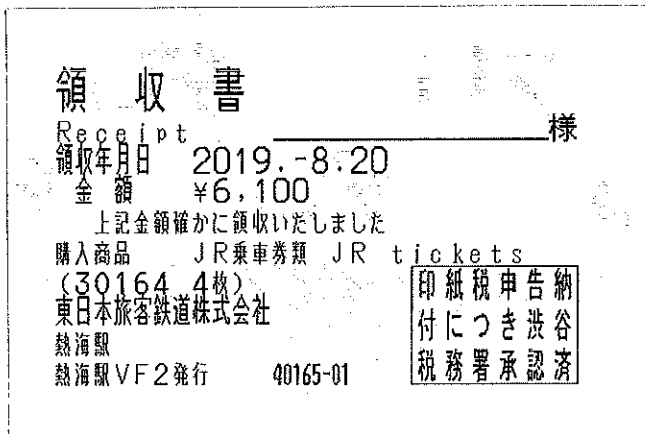 領収書
Receipt 様
領収年月日 2019.-8.20
金額 ¥6,100
上記金額確かに領収いたしました
購入商品 JR乗車券類 JR tickets
(30164 4枚)
東日本旅客鉄道株式会社
熱海駅
熱海駅VF2発行 40165-01
印紙税申告納
付につき渋谷
税務署承認済